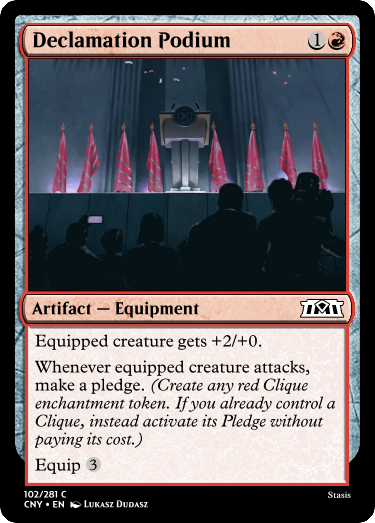 Declamation Podium 1
Artifact — Equipment
Equipped creature gets +2/+0.
Whenever equipped creature attacks,
make a pledge. (Create any red Clique
enchantment token. If you already control a
Clique, instead activate its Pledge without
paying its cost.)
Equip 3
102/281 C
Stasis
CNY • EN Lukasz Dudasz